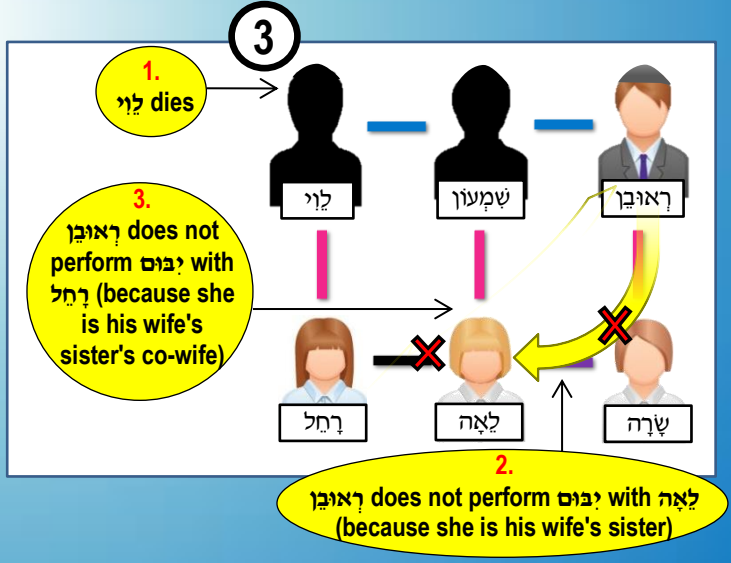 3
1.
לֵוִי dies
3.
רְאוּבֵן does not
perform יִבּוּם with
רָחֵל (because she
is his wife's
sister's co-wife)
לֵוִי
שִׁמְעוֹן
רְאוּבֵן
רָחֵל
לֵאָה
שָׂרָה
2.
רְאוּבֵן does not perform יִבּוּם with לֵאָה
(because she is his wife's sister)